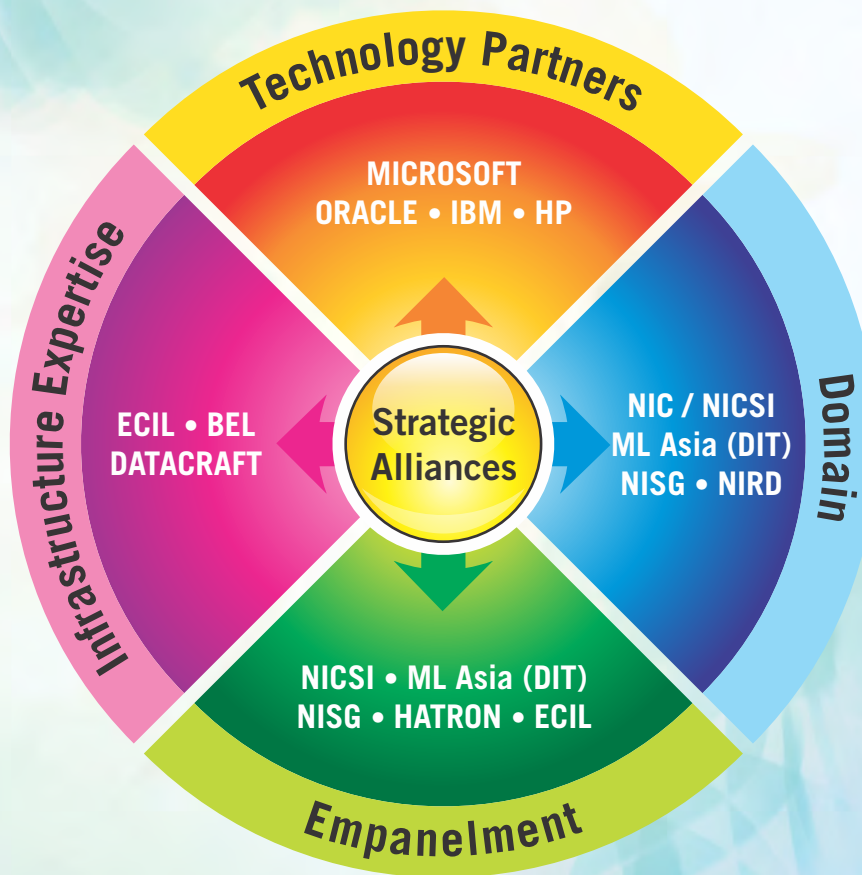 Technology Partners
MICROSOFT
ORACLE • IBM • HP
Infrastructure Expertise
ECIL • BEL
DATACRAFT
Strategic
Alliances
NIC / NICSI
ML Asia (DIT)
NISG • NIRD
Domain
NICSI • ML Asia (DIT)
NISG • HATRON • ECIL
Empanelment